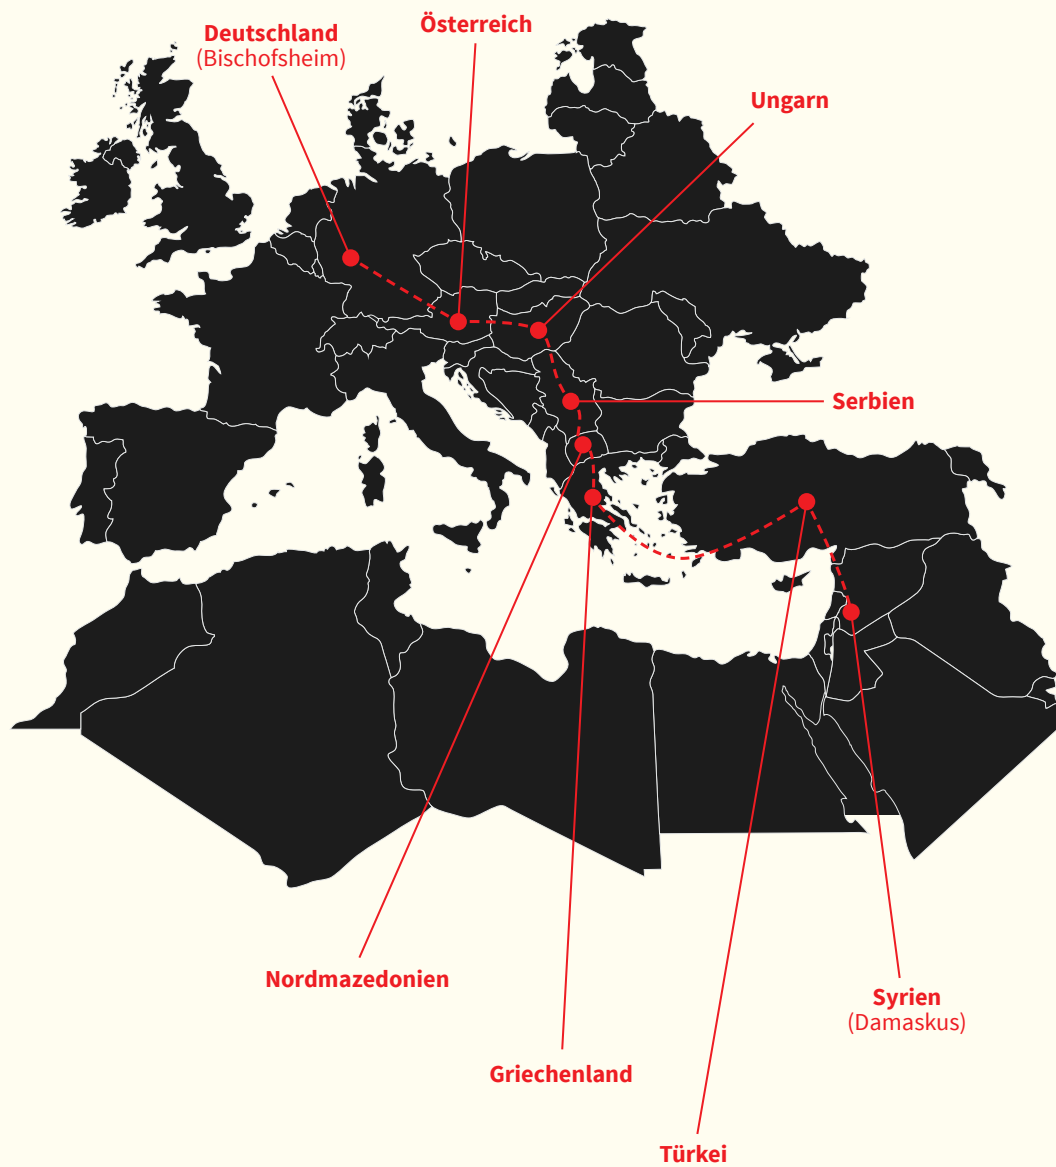 Österreich
Deutschland
(Bischofsheim)
Ungarn
Serbien
Nordmazedonien
Syrien
(Damaskus)
Griechenland
Türkei